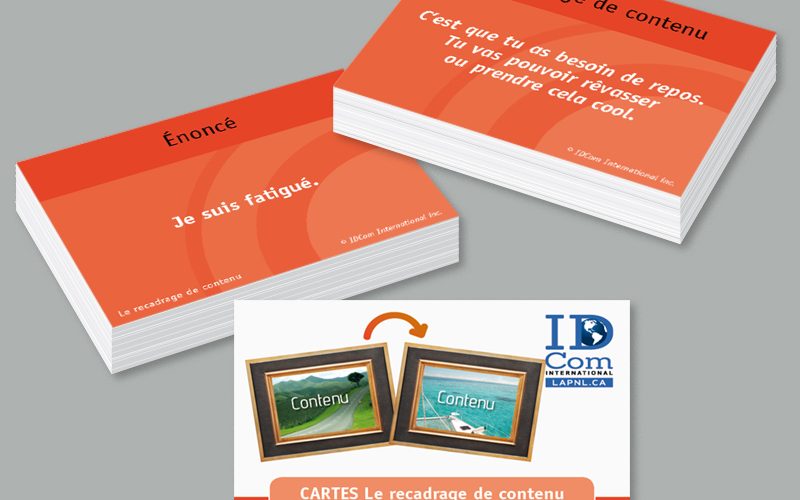 de contenu
C'est que tu as besoin de repos.
Tu vas pouvoir rêvasser
ou prendre cela cool.
© IDCom International Inc.
Énoncé
Je suis fatigué.
© IDCom International Inc.
Le recadrage de contenu
ID
Com
INTERNATIONAL
LAPNL.CA
Contenu
Contenu
CARTES Le recadrage de contenu